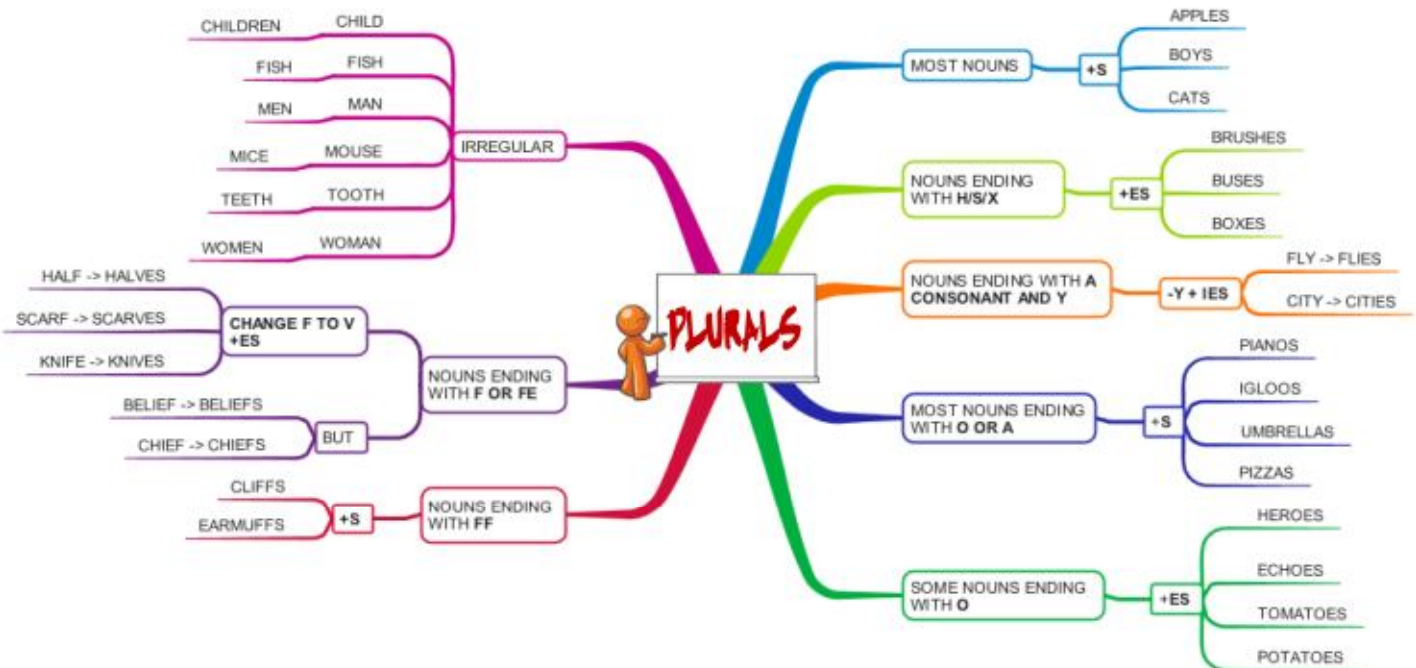 PLURALS
MOST NOUNS
+S
APPLES
BOYS
CATS
NOUNS ENDING
WITH H/S/X
+ES
BRUSHES
BUSES
BOXES
NOUNS ENDING WITH A
CONSONANT AND Y
-Y + IES
FLY -> FLIES
CITY -> CITIES
MOST NOUNS ENDING
WITH O OR A
+S
PIANOS
IGLOOS
UMBRELLAS
PIZZAS
SOME NOUNS ENDING
WITH O
+ES
HEROES
ECHOES
TOMATOES
POTATOES
IRREGULAR
CHILDREN CHILD
FISH FISH
MEN MAN
MICE MOUSE
TEETH TOOTH
WOMEN WOMAN
NOUNS ENDING
WITH F OR FE
CHANGE F TO V
+ES
HALF -> HALVES
SCARF -> SCARVES
KNIFE -> KNIVES
BUT
BELIEF -> BELIEFS
CHIEF -> CHIEFS
NOUNS ENDING
WITH FF
+S
CLIFFS
EARMUFFS